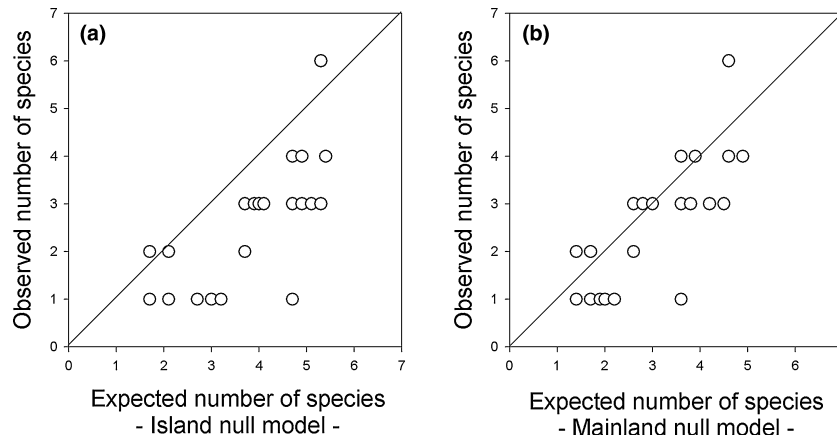 (a)
Observed number of species
7
6
5
4
3
2
1
0
0 1 2 3 4 5 6 7
Expected number of species
- Island null model -
(b)
Observed number of species
7
6
5
4
3
2
1
0
0 1 2 3 4 5 6
Expected number of species
- Mainland null model -